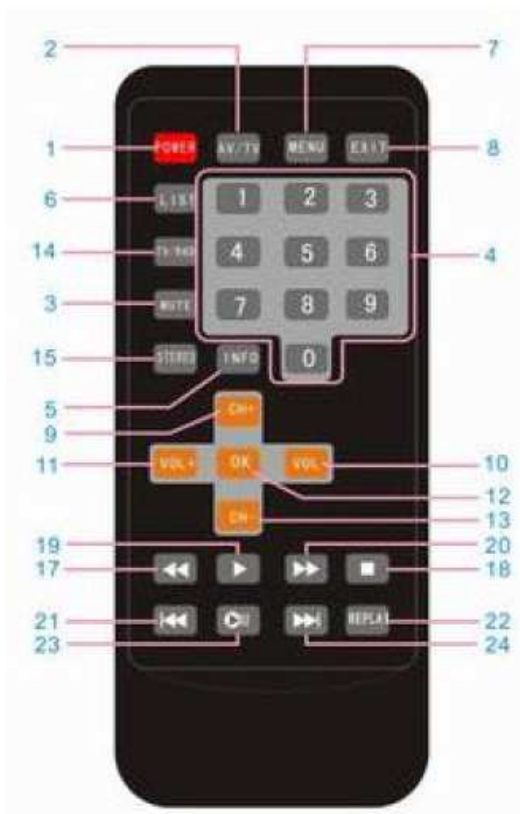 2 7
1 POWER AV/TV MENU EXIT 8
6 LIST 1 2 3
14 4 5 6 4
3 MUTE 7 8 9
15 STEREO INFO 0
5
9 CH+
11 VOL+ OK VOL- 10
12
CH- 13
19 20
17 18
21 REPLAY 22
23 24